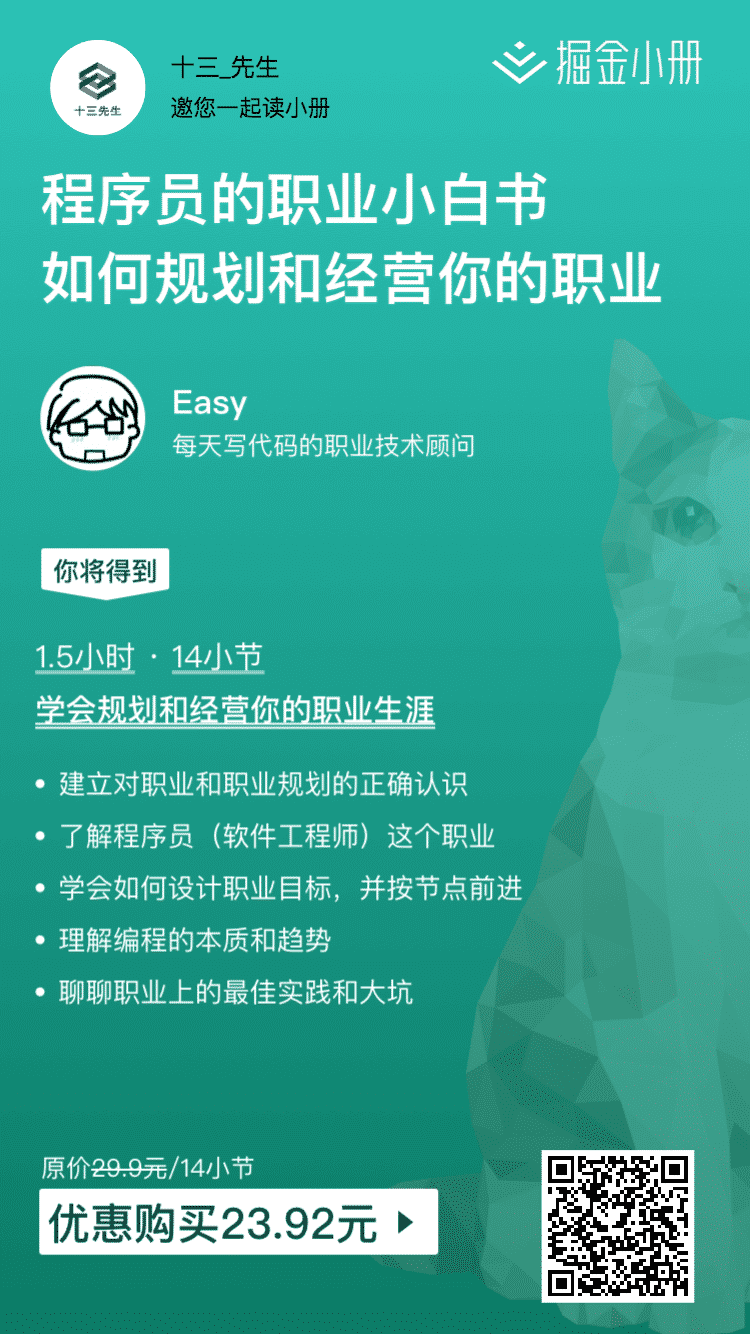 十三_先生
邀您一起读小册
十三先生
掘金小册
程序员的职业小白书
如何规划和经营你的职业
Easy
每天写代码的职业技术顾问
你将得到
1.5小时 · 14小节
学会规划和经营你的职业生涯
• 建立对职业和职业规划的正确认识
• 了解程序员（软件工程师）这个职业
• 学会如何设计职业目标，并按节点前进
• 理解编程的本质和趋势
• 聊聊职业上的最佳实践和大坑
原价29.9元/14小节
优惠购买23.92元